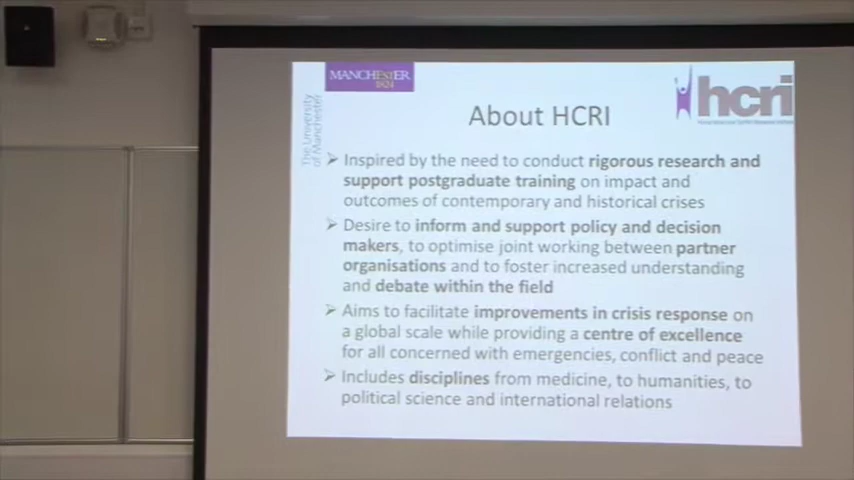 MANCHESTER
1824
The University
of Manchester
hcri
About HCRI
➢ Inspired by the need to conduct rigorous research and
support postgraduate training on impact and
outcomes of contemporary and historical crises
➢ Desire to inform and support policy and decision
makers, to optimise joint working between partner
organisations and to foster increased understanding
and debate within the field
➢ Aims to facilitate improvements in crisis response on
a global scale while providing a centre of excellence
for all concerned with emergencies, conflict and peace
➢ Includes disciplines from medicine, to humanities, to
political science and international relations